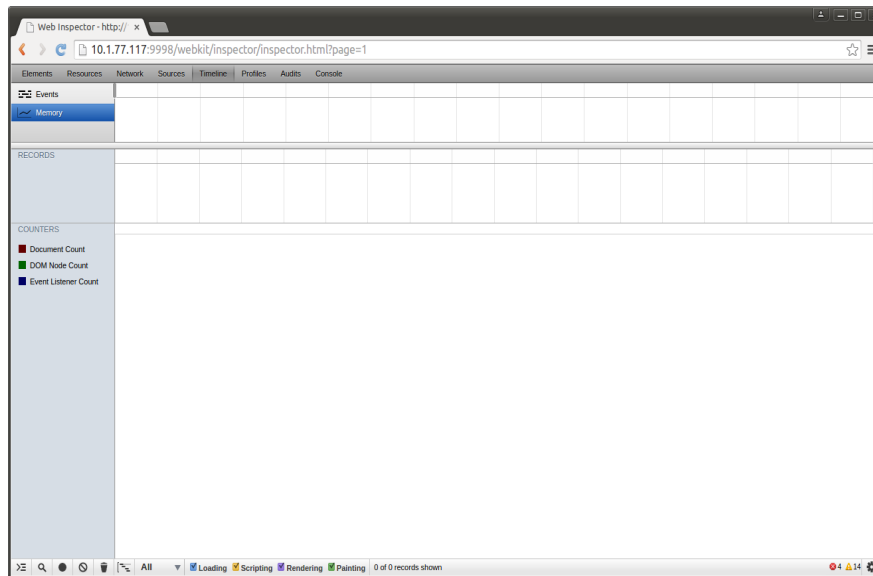 Web Inspector - http://
10.1.77.117:9998/webkit/inspector/inspector.html?page=1
Elements Resources Network Sources Timeline Profiles Audits Console
Events
Memory
RECORDS
COUNTERS
Document Count
DOM Node Count
Event Listener Count
All Loading Scripting Rendering Painting 0 of 0 records shown 4 14